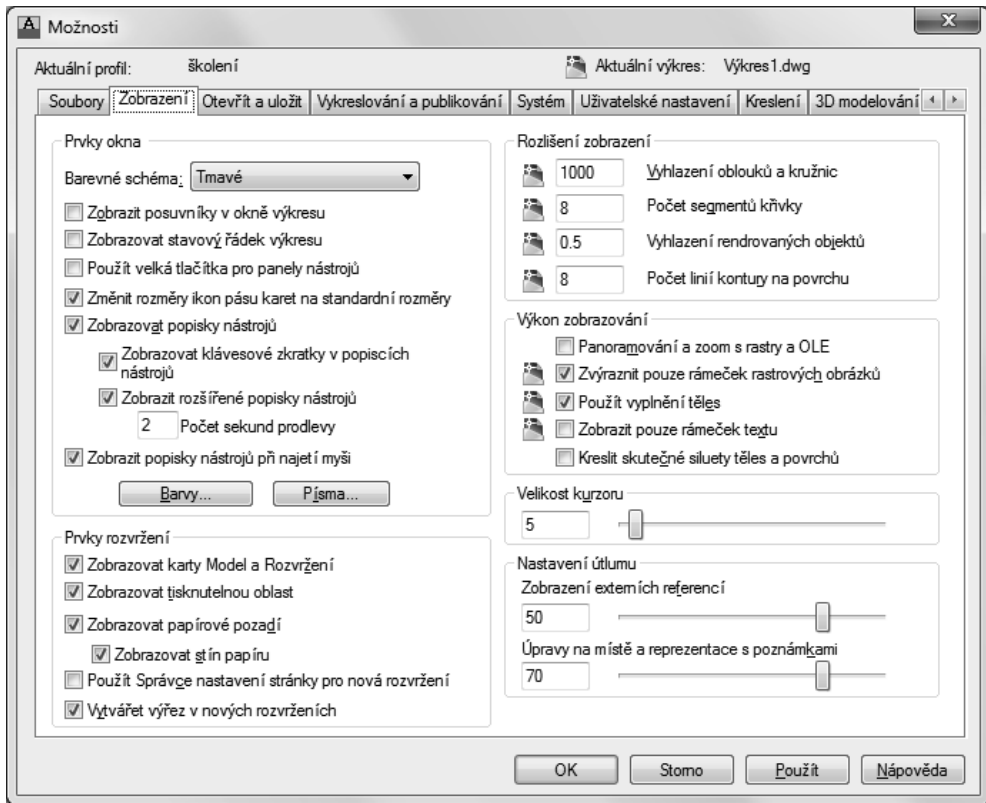 A Možnosti
Aktuální profil: školení
Aktuální výkres: Výkres1.dwg
Soubory Zobrazení Otevřít a uložit Vykreslování a publikování Systém Uživatelské nastavení Kreslení 3D modelování
Prvky okna
Barevné schéma: Tmavé
Zobrazit posuvníky v okně výkresu
Zobrazovat stavový řádek výkresu
Použít velká tlačítka pro panely nástrojů
Změnit rozměry ikon pásu karet na standardní rozměry
Zobrazovat popisky nástrojů
Zobrazovat klávesové zkratky v popiscích
nástrojů
Zobrazit rozšířené popisky nástrojů
2 Počet sekund prodlevy
Zobrazit popisky nástrojů při najetí myši
Barvy... Písma...
Prvky rozvržení
Zobrazovat karty Model a Rozvržení
Zobrazovat tisknutelnou oblast
Zobrazovat papírové pozadí
Zobrazovat stín papíru
Použít Správce nastavení stránky pro nová rozvržení
Vytvářet výřez v nových rozvrženích
Rozlišení zobrazení
1000 Vyhlazení oblouků a kružnic
8 Počet segmentů křivky
0.5 Vyhlazení rendrovaných objektů
8 Počet linií kontury na povrchu
Výkon zobrazování
Panoramování a zoom s rastry a OLE
Zvýraznit pouze rámeček rastrových obrázků
Použít vyplnění těles
Zobrazit pouze rámeček textu
Kreslit skutečné siluety těles a povrchů
Velikost kurzoru
5
Nastavení útlumu
Zobrazení externích referencí
50
Úpravy na místě a reprezentace s poznámkami
70
OK Storno Použít Nápověda